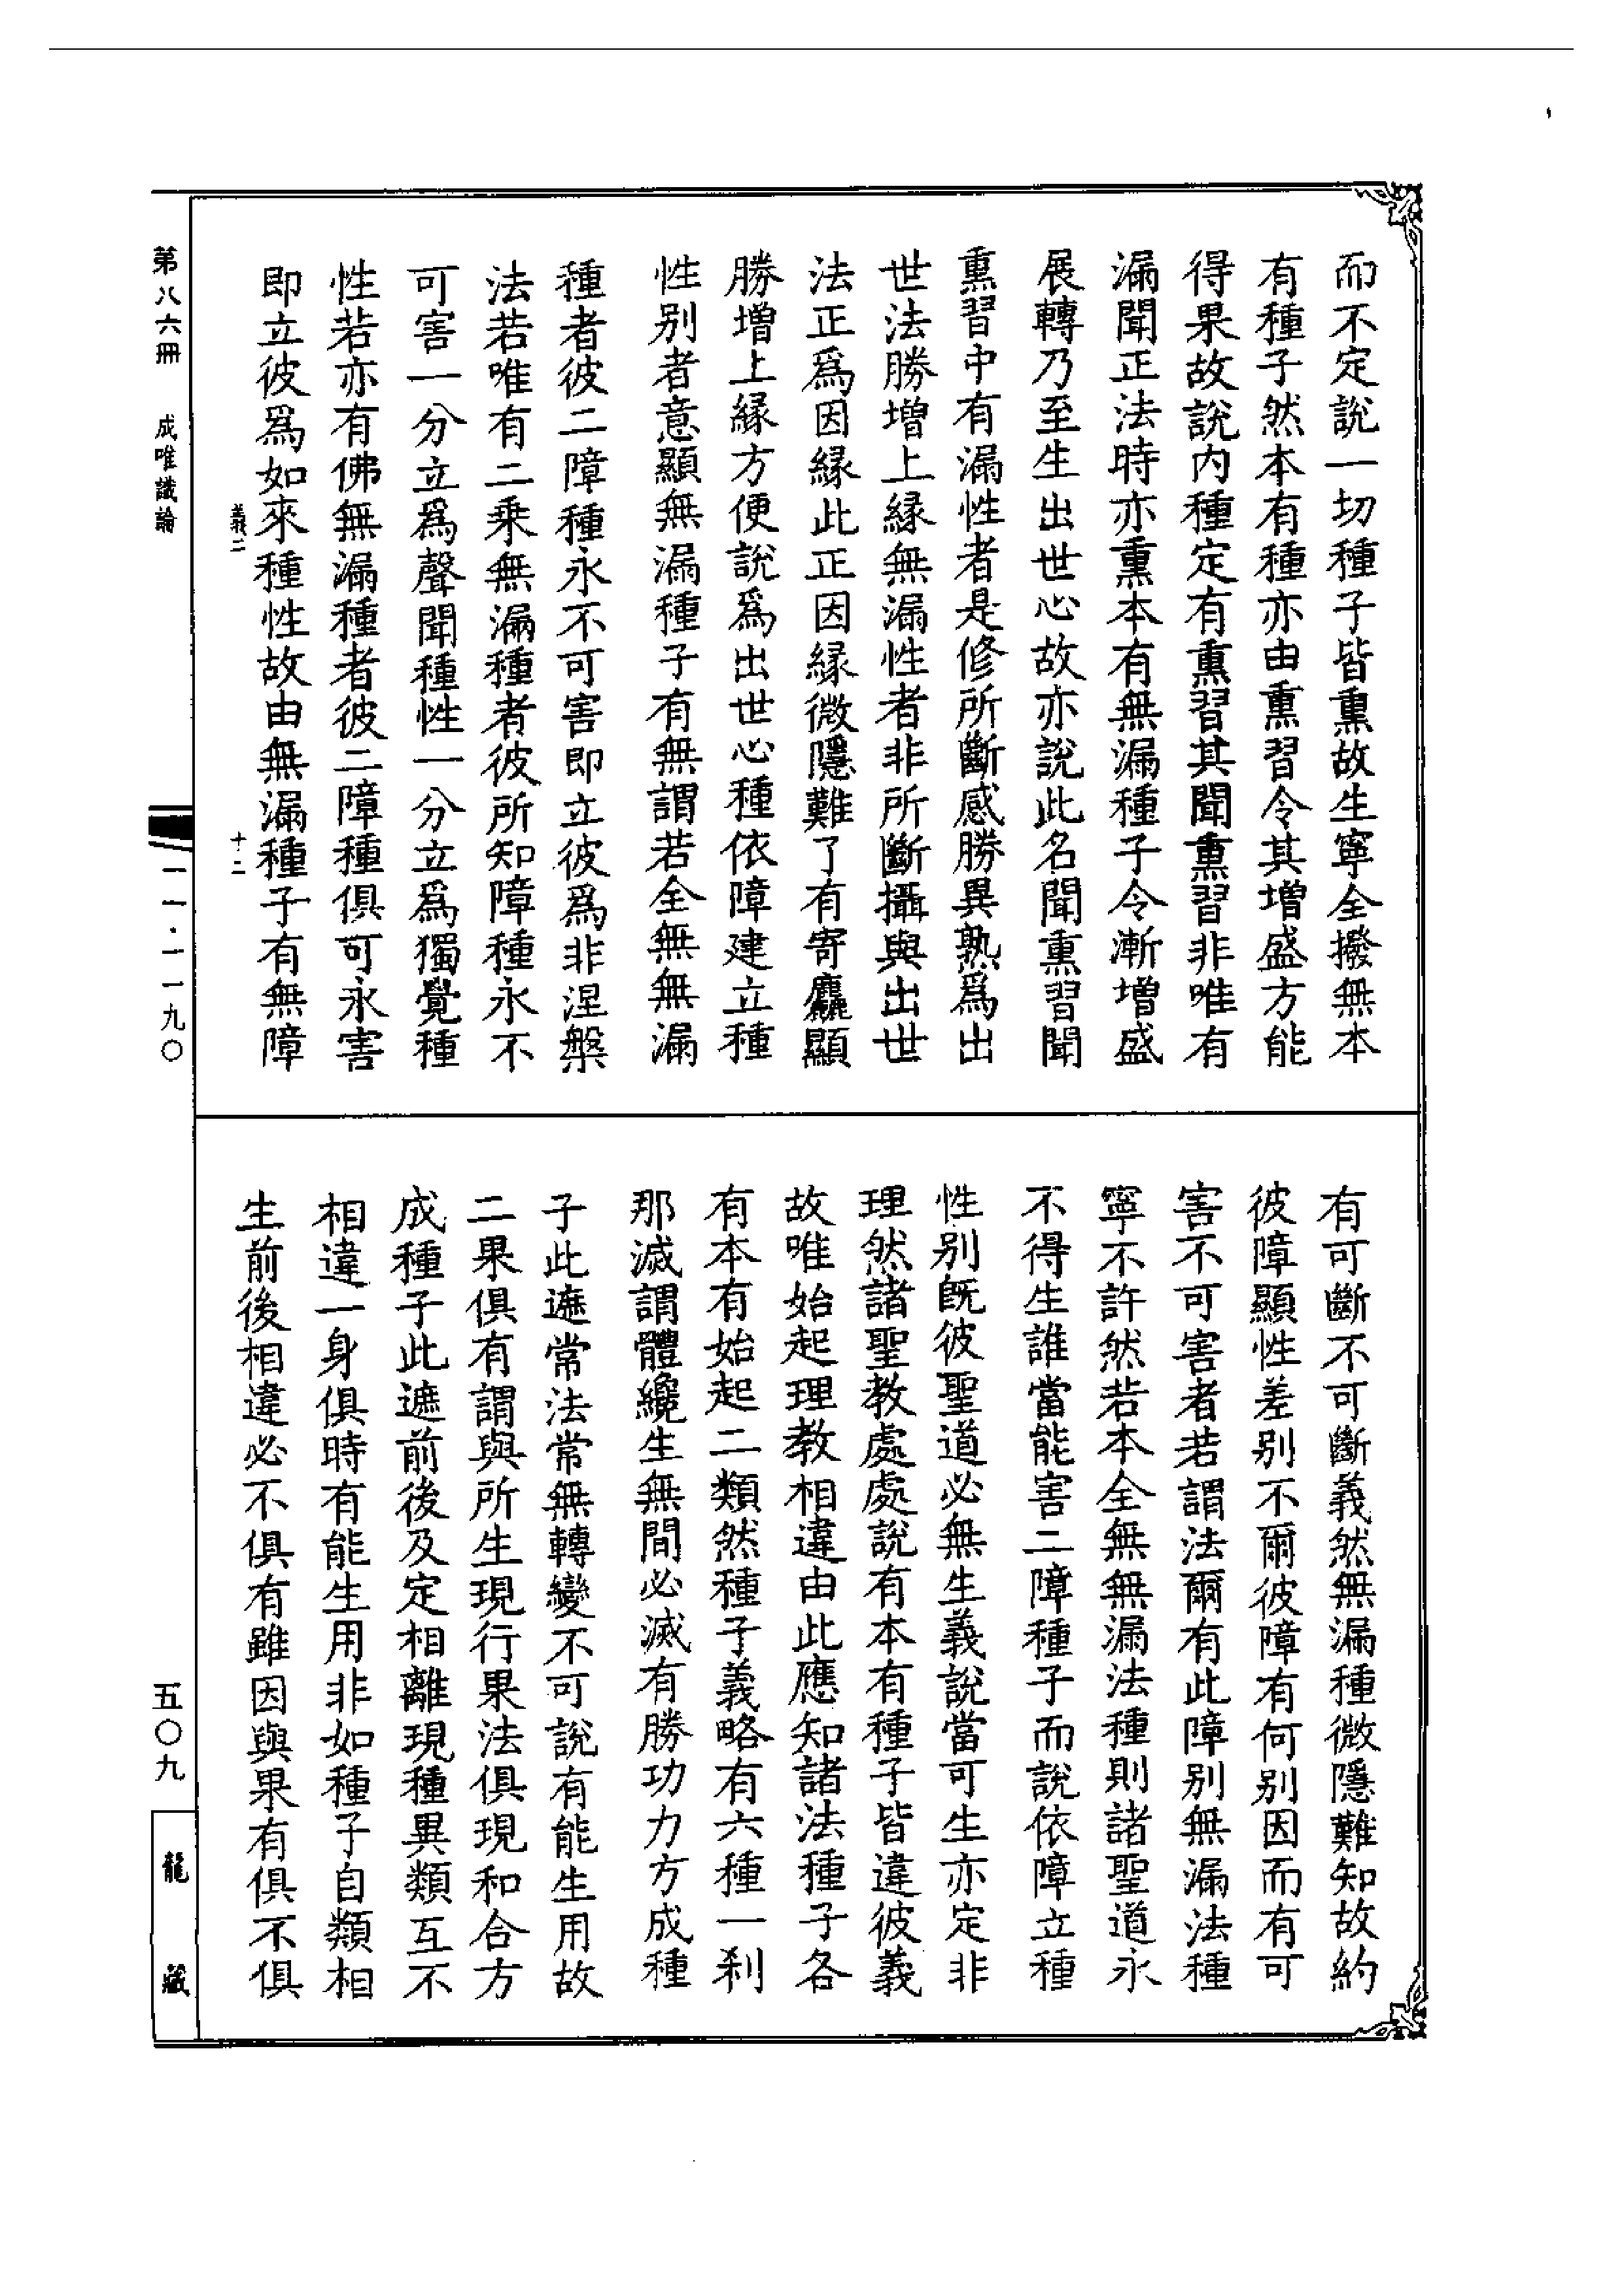 而不定說一切種子皆熏故生寧全撥無本
有種子然本有種亦由熏習令其增盛方能
得果故說內種定有熏習其聞熏習非唯有
漏聞正法時亦熏本有無漏種子令漸增盛
展轉乃至生出世心故亦說此名聞熏習聞
熏習中有漏性者是修所斷感勝異熟爲出
世法勝增上緣無漏性者非所斷攝與出世
法正爲因緣此正因緣微隱難了有寄麤顯
勝增上緣方便說爲出世心種依障建立種
性別者意顯無漏種子有無謂若全無無漏
種者彼二障種永不可害即立彼爲非涅槃
法若唯有二乘無漏種者彼所知障種永不
可害一分立爲聲聞種性一分立爲獨覺種
性若亦有佛無漏種者彼二障種俱可永害
即立彼爲如來種性故由無漏種子有無障
有可斷不可斷義然無漏種微隱難知故約
彼障顯性差別不爾彼障有何別因而有可
害不可害者若謂法爾有此障別無漏法種
寧不許然若本全無無漏法種則諸聖道永
不得生誰當能害二障種子而說依障立種
性別既彼聖道必無生義說當可生亦定非
理然諸聖教處處說有本有種子皆違彼義
故唯始起理教相違由此應知諸法種子各
有本有始起二類然種子義略有六種一剎
那滅謂體纔生無間必滅有勝功力方成種
子此遮常法常無轉變不可說有能生用故
二果俱有謂與所生現行果法俱現和合方
成種子此遮前後及定相離現種異類互不
相違一身俱時有能生用非如種子自類相
生前後相違必不俱有雖因與果有俱不俱
第八六冊 成唯識論
義二 十二
一一·一一九〇
五〇九
龍藏